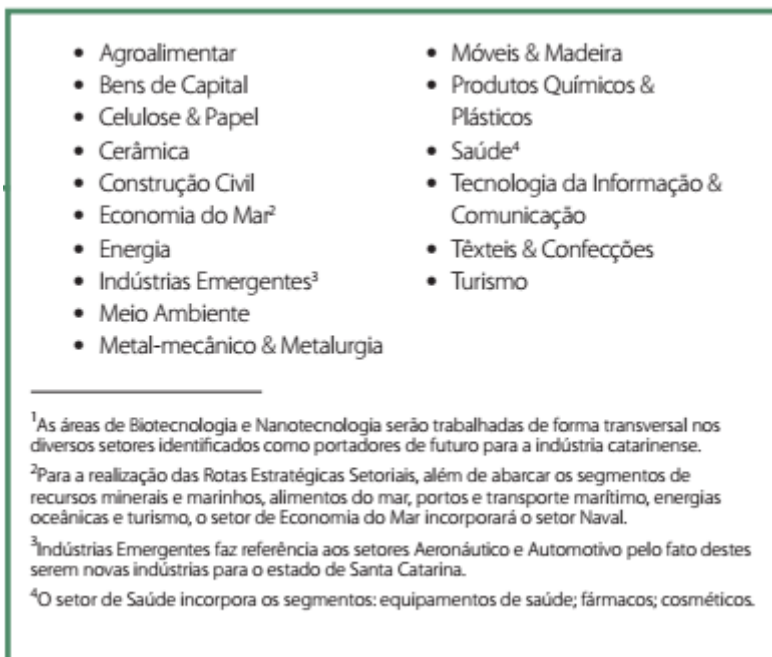 • Agroalimentar
• Bens de Capital
• Celulose & Papel
• Cerâmica
• Construção Civil
• Economia do Mar²
• Energia
• Indústrias Emergentes³
• Meio Ambiente
• Metal-mecânico & Metalurgia
• Móveis & Madeira
• Produtos Químicos &
Plásticos
• Saúde⁴
• Tecnologia da Informação &
Comunicação
• Têxteis & Confecções
• Turismo
¹As áreas de Biotecnologia e Nanotecnologia serão trabalhadas de forma transversal nos
diversos setores identificados como portadores de futuro para a indústria catarinense.
²Para a realização das Rotas Estratégicas Setoriais, além de abarcar os segmentos de
recursos minerais e marinhos, alimentos do mar, portos e transporte marítimo, energias
oceânicas e turismo, o setor de Economia do Mar incorporará o setor Naval.
³Indústrias Emergentes faz referência aos setores Aeronáutico e Automotivo pelo fato destes
serem novas indústrias para o estado de Santa Catarina.
⁴O setor de Saúde incorpora os segmentos: equipamentos de saúde; fármacos; cosméticos.